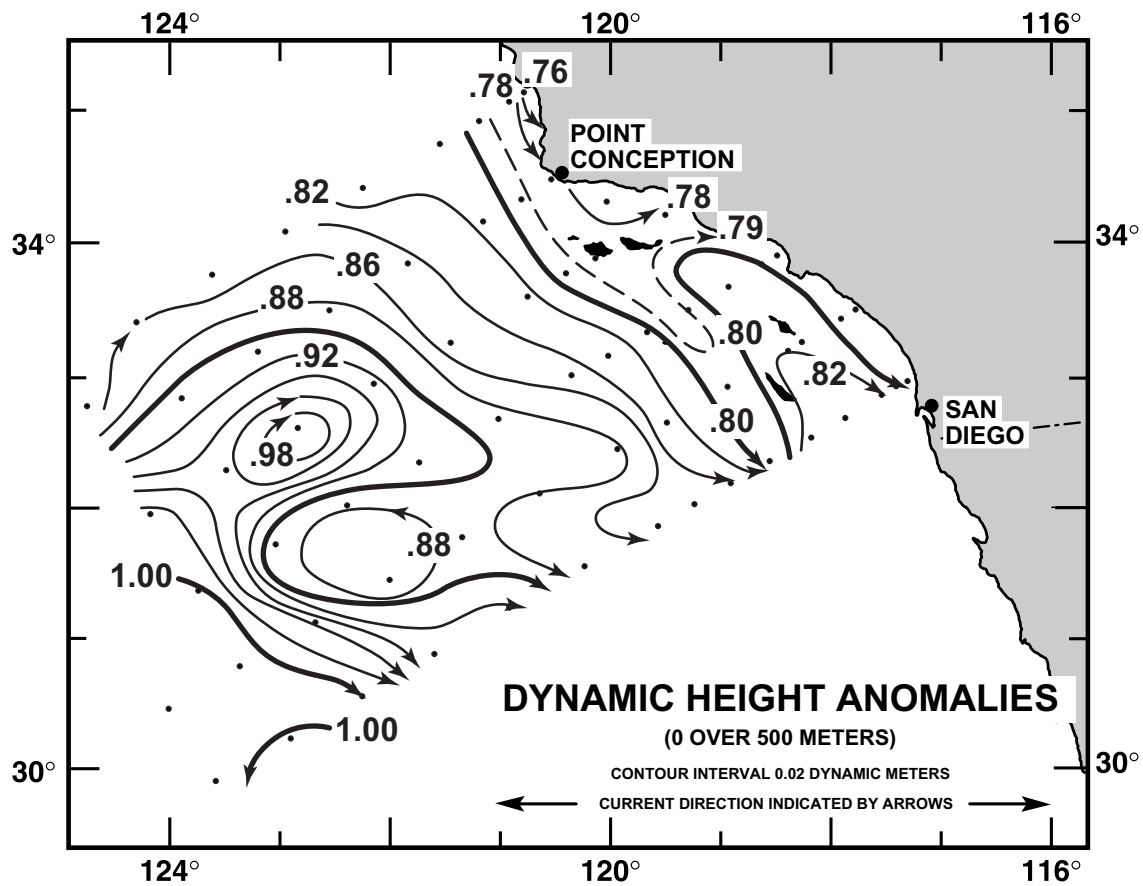 124° 120° 116°
.78 .76
POINT
CONCEPTION
.82
.78
.79
34° 34°
.86
.88
.80
.92
.82
.80
SAN
DIEGO
.98
.88
1.00
DYNAMIC HEIGHT ANOMALIES
1.00
(0 OVER 500 METERS)
30° 30°
CONTOUR INTERVAL 0.02 DYNAMIC METERS
CURRENT DIRECTION INDICATED BY ARROWS
124° 120° 116°